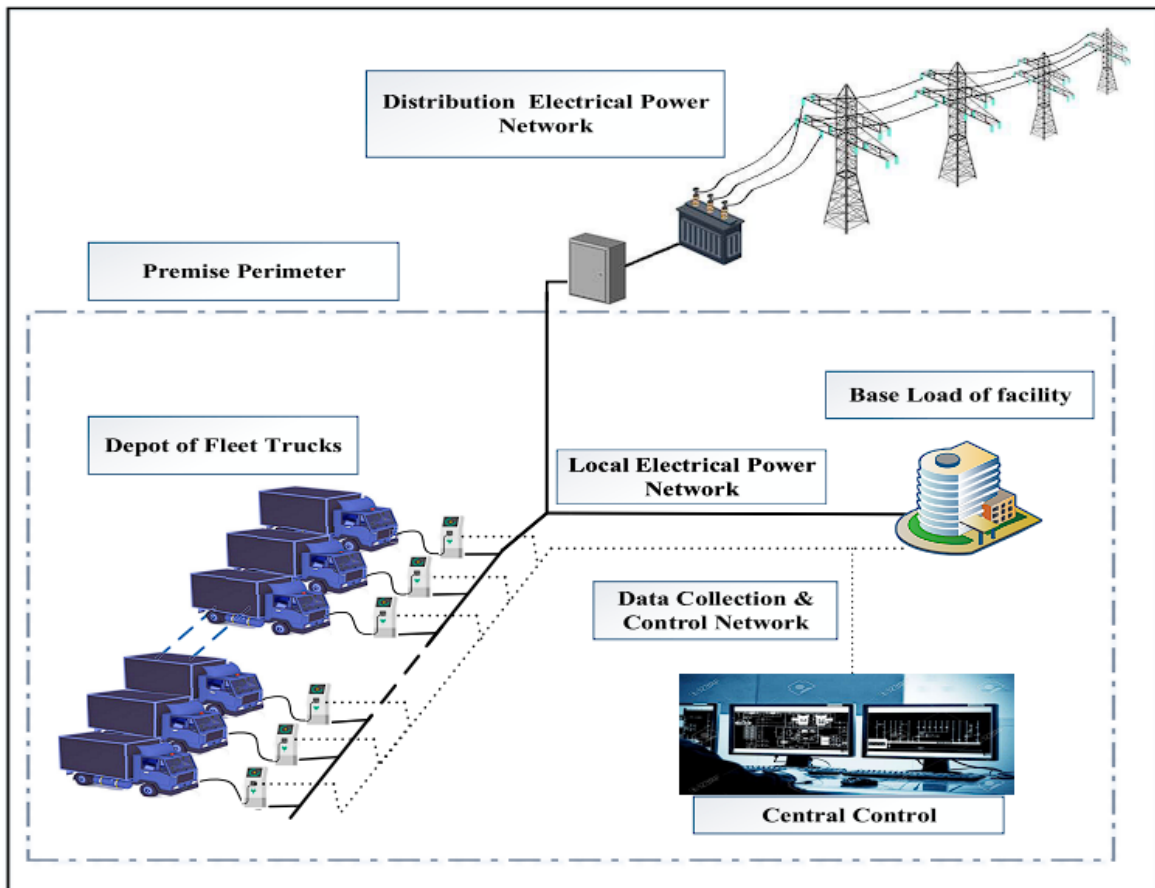 Distribution Electrical Power
Network
Premise Perimeter
Base Load of facility
Depot of Fleet Trucks
Local Electrical Power
Network
Data Collection &
Control Network
Central Control